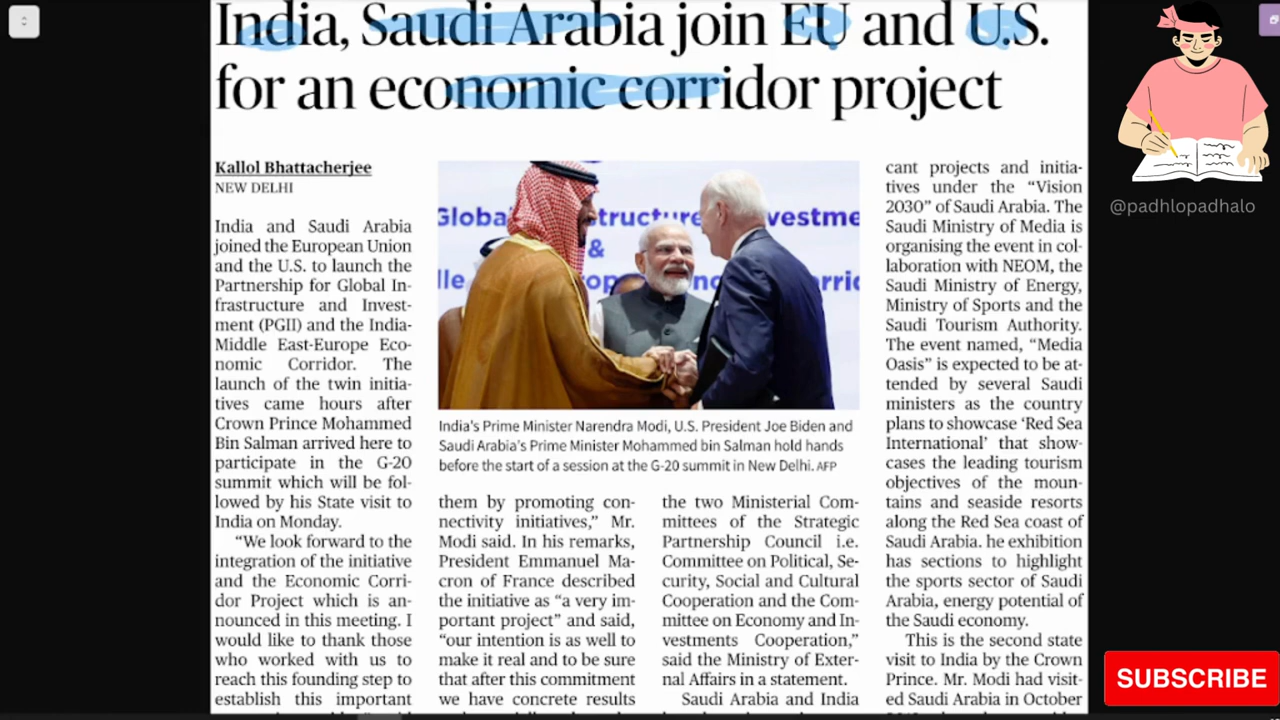 India, Saudi Arabia join EU and U.S.
for an economic corridor project
Kallol Bhattacherjee
NEW DELHI
India and Saudi Arabia
joined the European Union
and the U.S. to launch the
Partnership for Global In-
frastructure and Invest-
ment (PGII) and the India-
Middle East-Europe Eco-
nomic Corridor. The
launch of the twin initia-
tives came hours after
Crown Prince Mohammed
Bin Salman arrived here to
participate in the G-20
summit which will be fol-
lowed by his State visit to
India on Monday.
“We look forward to the
integration of the initiative
and the Economic Corri-
dor Project which is an-
nounced in this meeting. I
would like to thank those
who worked with us to
reach this founding step to
establish this important
Global structure vestme
&
lle rop no rrid
India's Prime Minister Narendra Modi, U.S. President Joe Biden and
Saudi Arabia's Prime Minister Mohammed bin Salman hold hands
before the start of a session at the G-20 summit in New Delhi. AFP
them by promoting con-
nectivity initiatives,” Mr.
Modi said. In his remarks,
President Emmanuel Ma-
cron of France described
the initiative as “a very im-
portant project” and said,
“our intention is as well to
make it real and to be sure
that after this commitment
we have concrete results
the two Ministerial Com-
mittees of the Strategic
Partnership Council i.e.
Committee on Political, Se-
curity, Social and Cultural
Cooperation and the Com-
mittee on Economy and In-
vestments Cooperation,”
said the Ministry of Exter-
nal Affairs in a statement.
Saudi Arabia and India
cant projects and initia-
tives under the “Vision
2030” of Saudi Arabia. The
Saudi Ministry of Media is
organising the event in col-
laboration with NEOM, the
Saudi Ministry of Energy,
Ministry of Sports and the
Saudi Tourism Authority.
The event named, “Media
Oasis” is expected to be at-
tended by several Saudi
ministers as the country
plans to showcase ‘Red Sea
International’ that show-
cases the leading tourism
objectives of the moun-
tains and seaside resorts
along the Red Sea coast of
Saudi Arabia. he exhibition
has sections to highlight
the sports sector of Saudi
Arabia, energy potential of
the Saudi economy.
This is the second state
visit to India by the Crown
Prince. Mr. Modi had visit-
ed Saudi Arabia in October
@padhlopadhalo
SUBSCRIBE